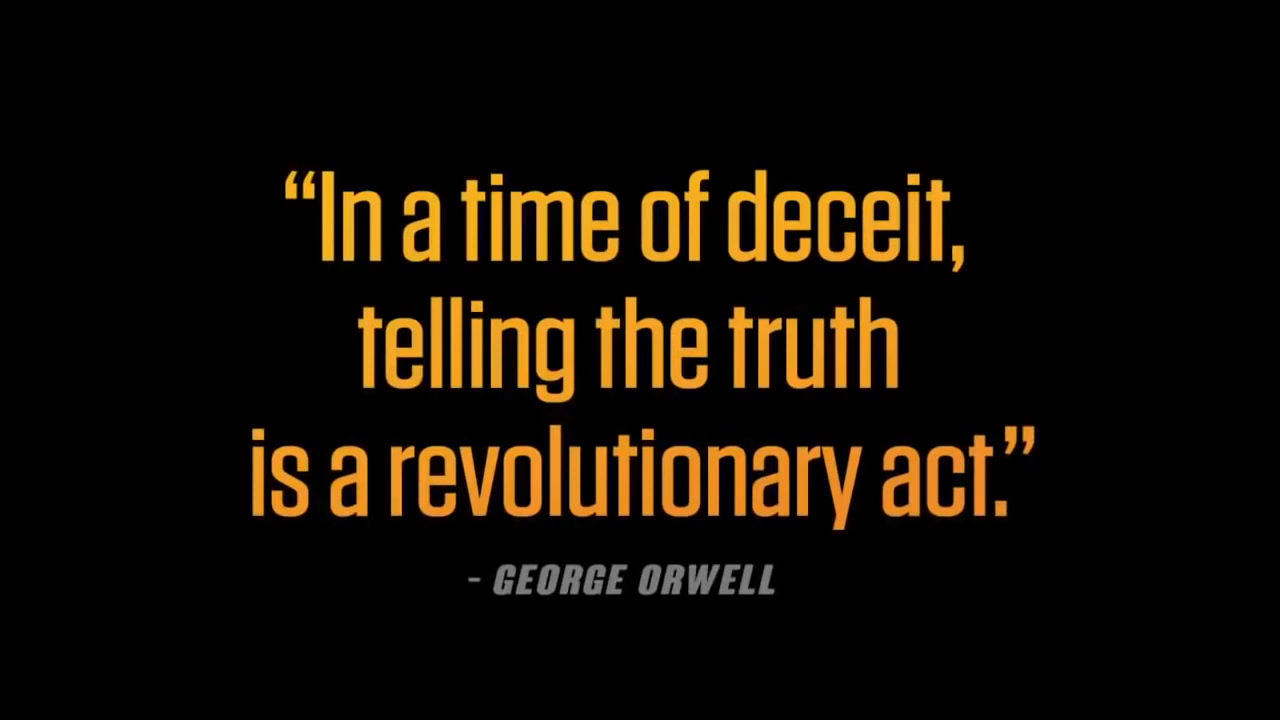 “In a time of deceit,
telling the truth
is a revolutionary act.”
- GEORGE ORWELL